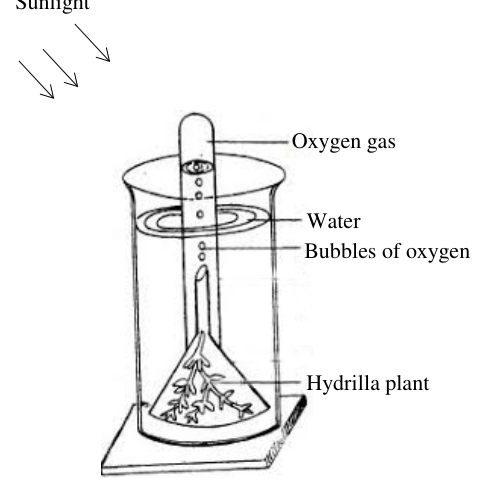 Sunlight
Oxygen gas
Water
Bubbles of oxygen
Hydrilla plant